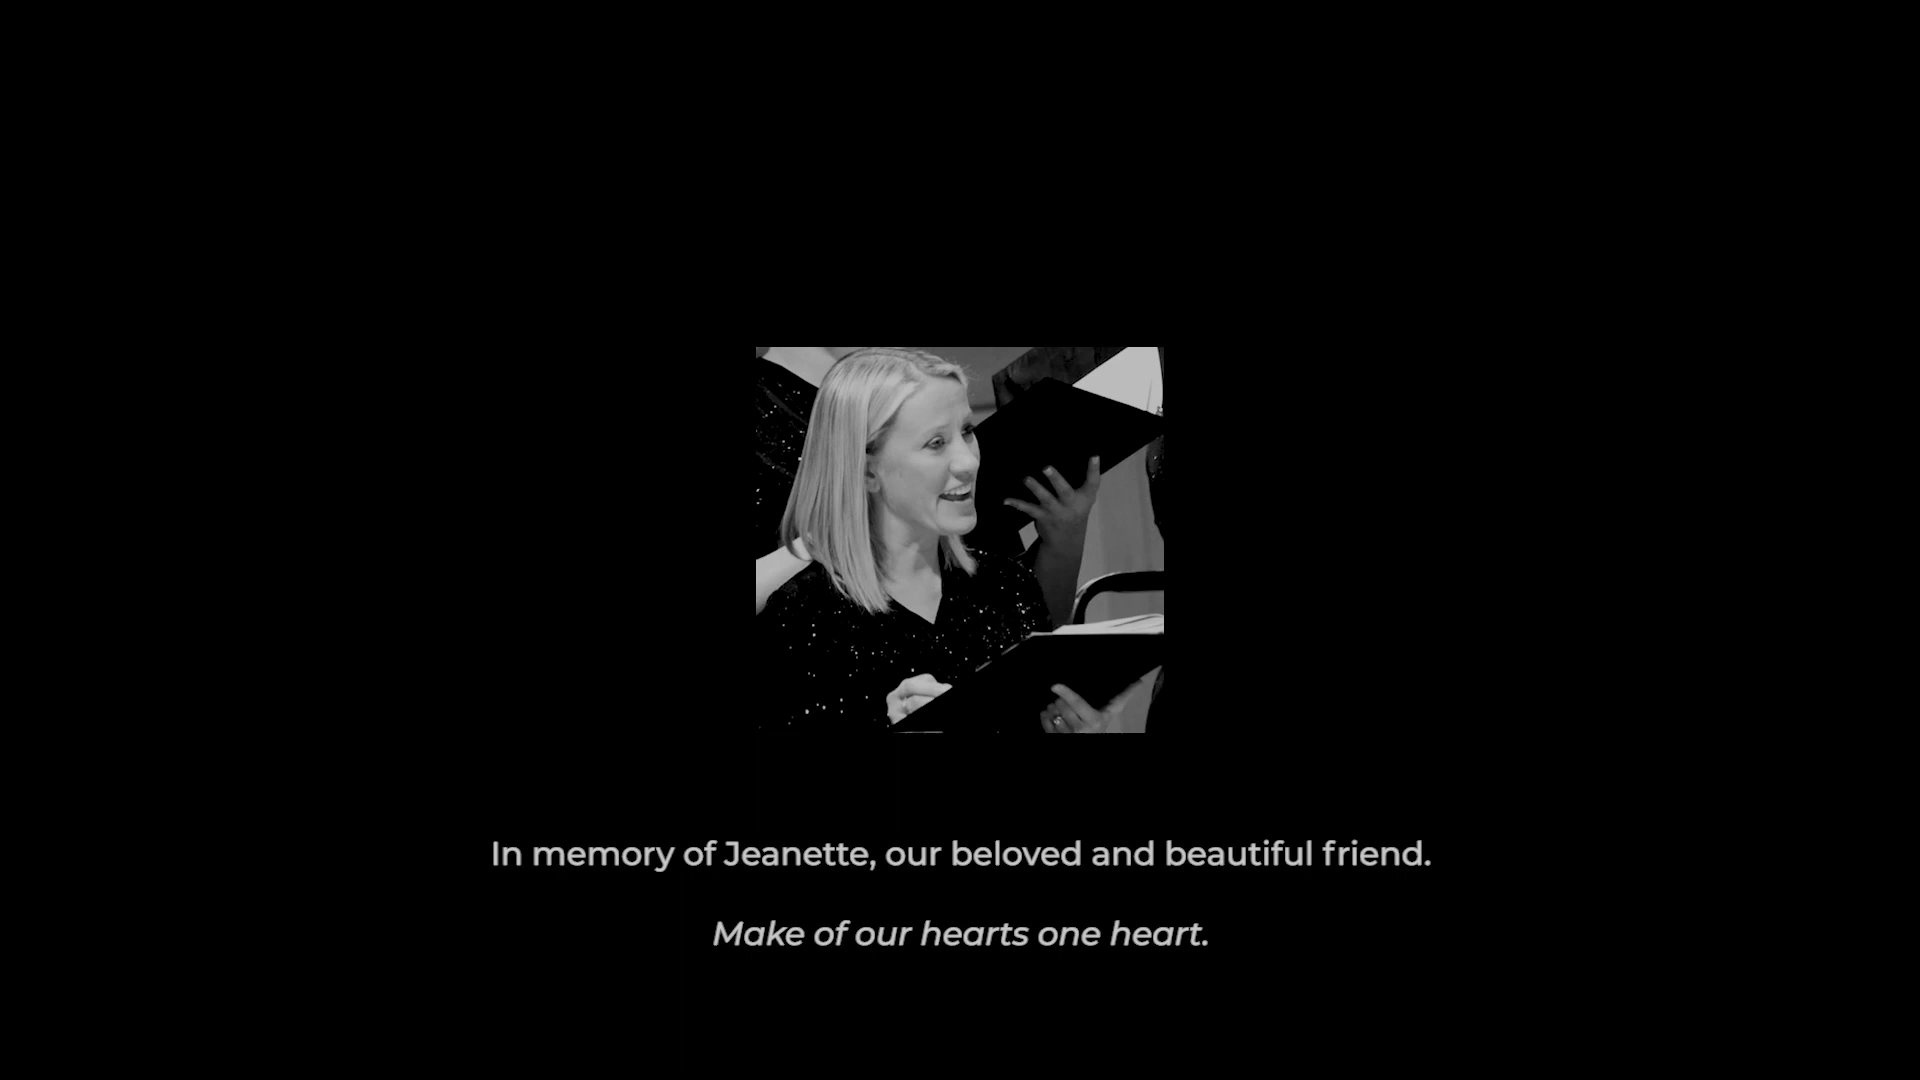 In memory of Jeanette, our beloved and beautiful friend.
Make of our hearts one heart.